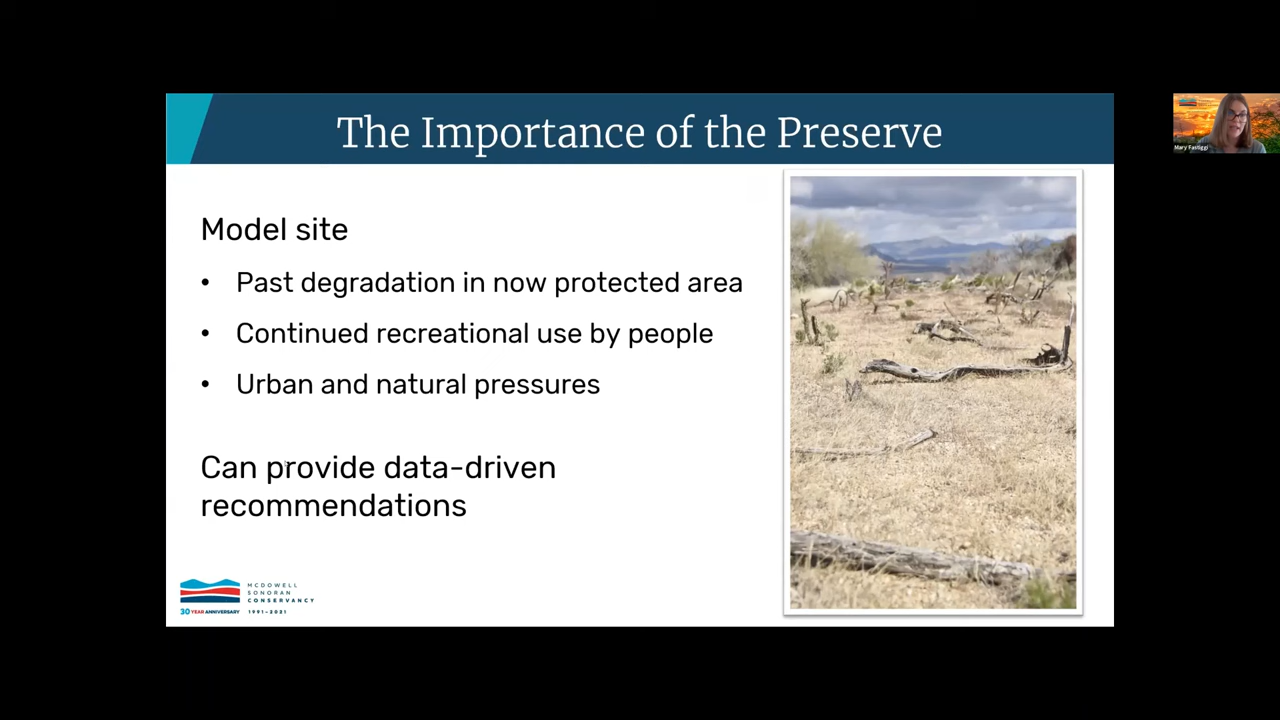 The Importance of the Preserve
Mary Fastiggi
Model site
• Past degradation in now protected area
• Continued recreational use by people
• Urban and natural pressures
Can provide data-driven
recommendations
MCDOWELL
SONORAN
CONSERVANCY
30 YEAR ANNIVERSARY 1991-2021